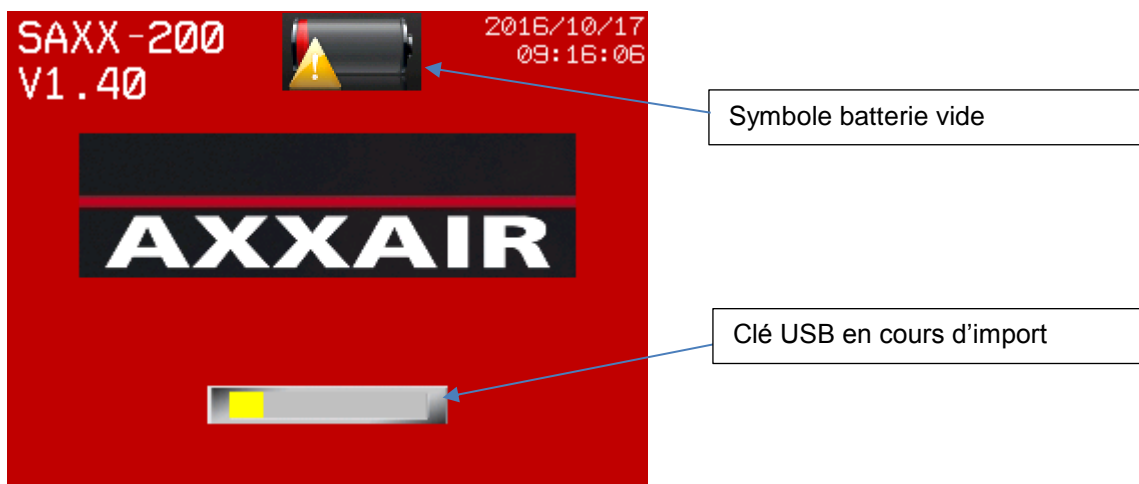 SAXX-200
V1.40
2016/10/17
09:16:06
Symbole batterie vide
AXXAIR
Clé USB en cours d’import